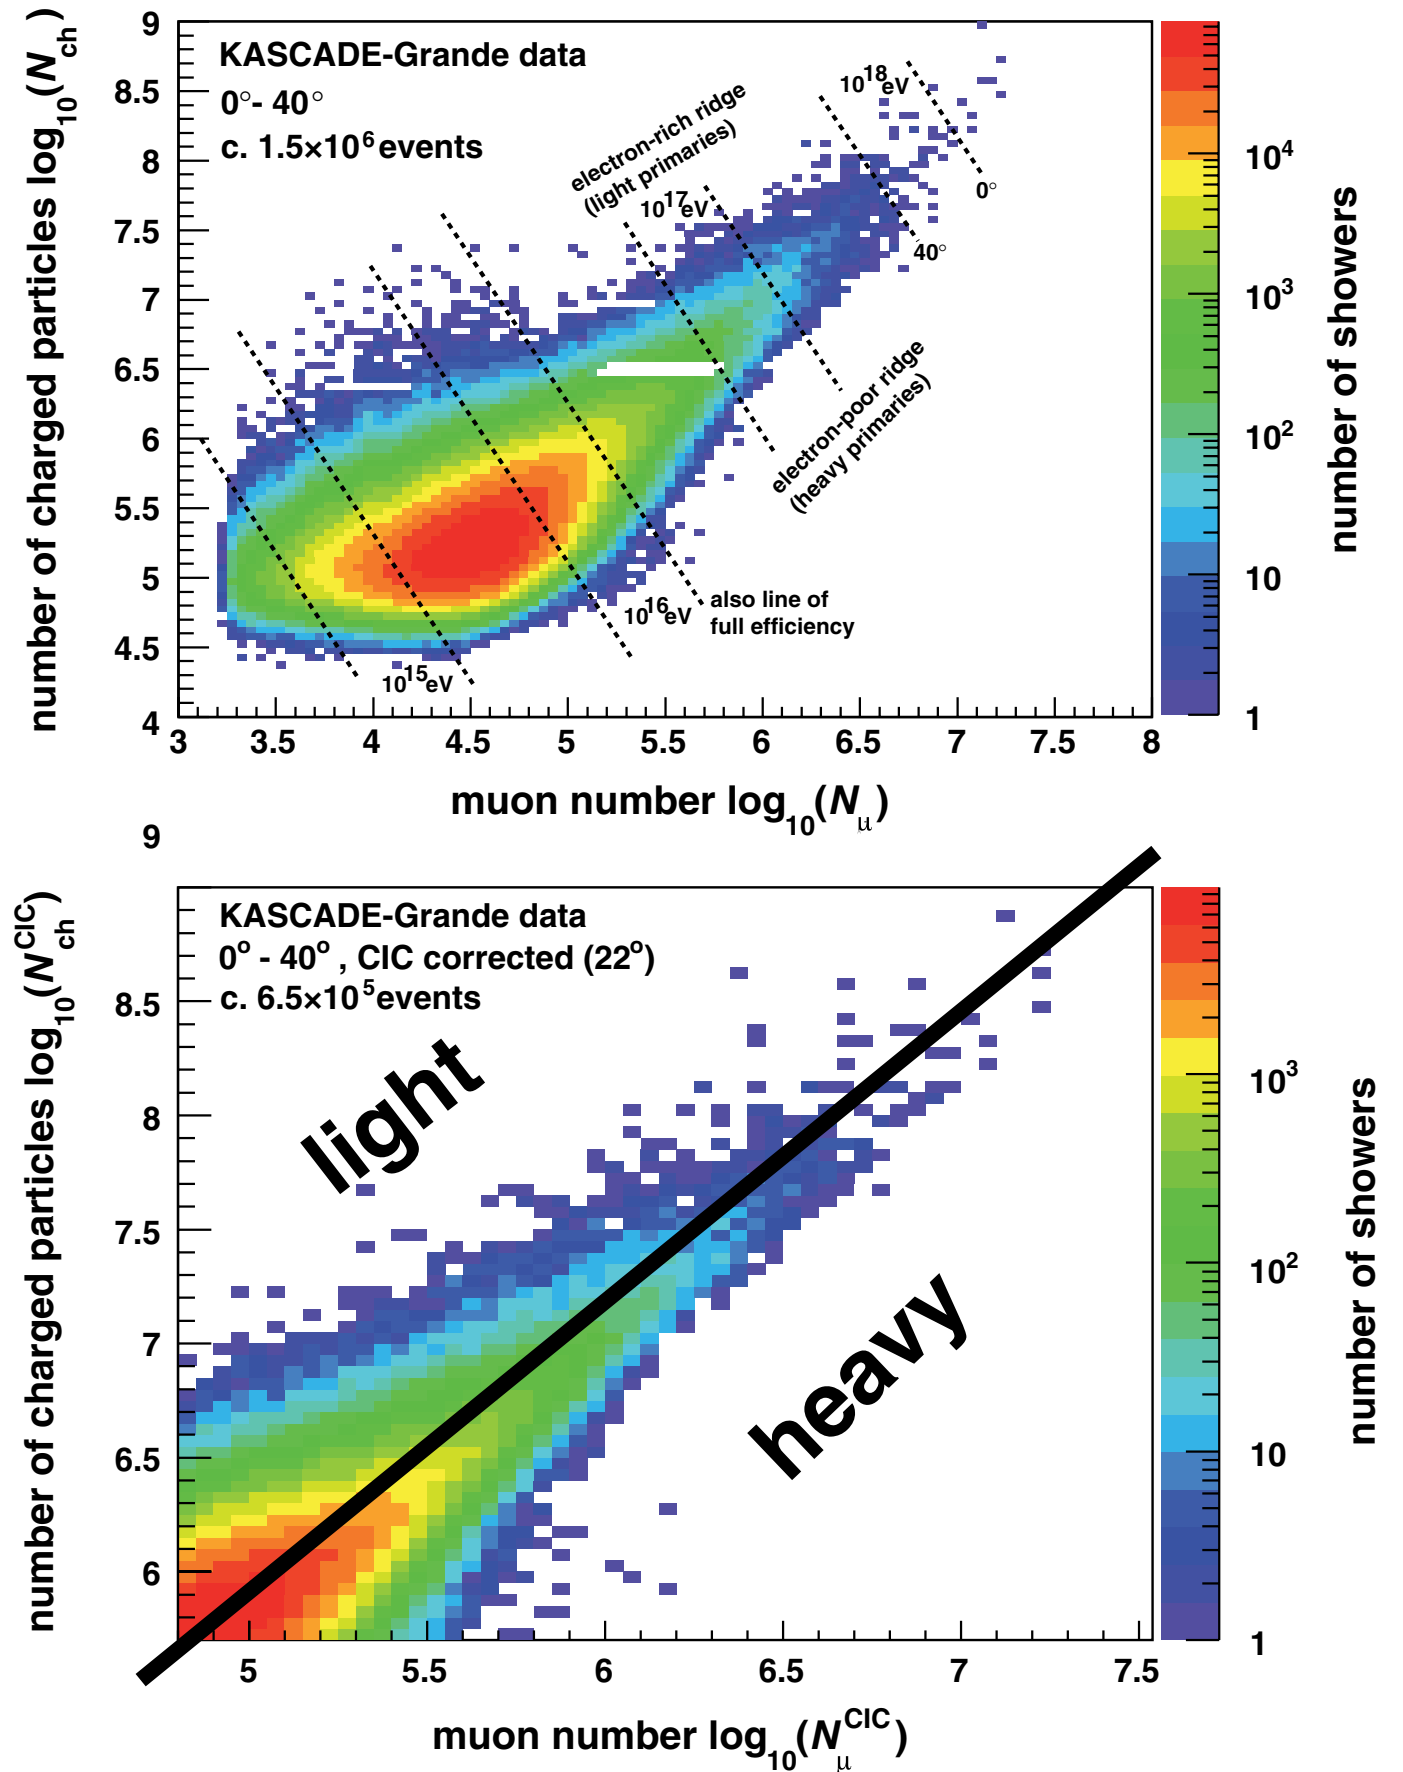 KASCADE-Grande data
0°- 40°
c. 1.5×10⁶ events
electron-rich ridge
(light primaries)
10¹⁷eV
10¹⁸eV
0°
40°
electron-poor ridge
(heavy primaries)
10¹⁶eV
also line of
full efficiency
10¹⁵eV
number of charged particles log₁₀(N_ch)
9
8.5
8
7.5
7
6.5
6
5.5
5
4.5
4
3 3.5 4 4.5 5 5.5 6 6.5 7 7.5 8
muon number log₁₀(N_μ)
10⁴
10³
10²
10
1
number of showers
9
KASCADE-Grande data
0° - 40° , CIC corrected (22°)
c. 6.5×10⁵ events
light
heavy
number of charged particles log₁₀(N_ch^CIC)
8.5
8
7.5
7
6.5
6
5 5.5 6 6.5 7 7.5
muon number log₁₀(N_μ^CIC)
10³
10²
10
1
number of showers